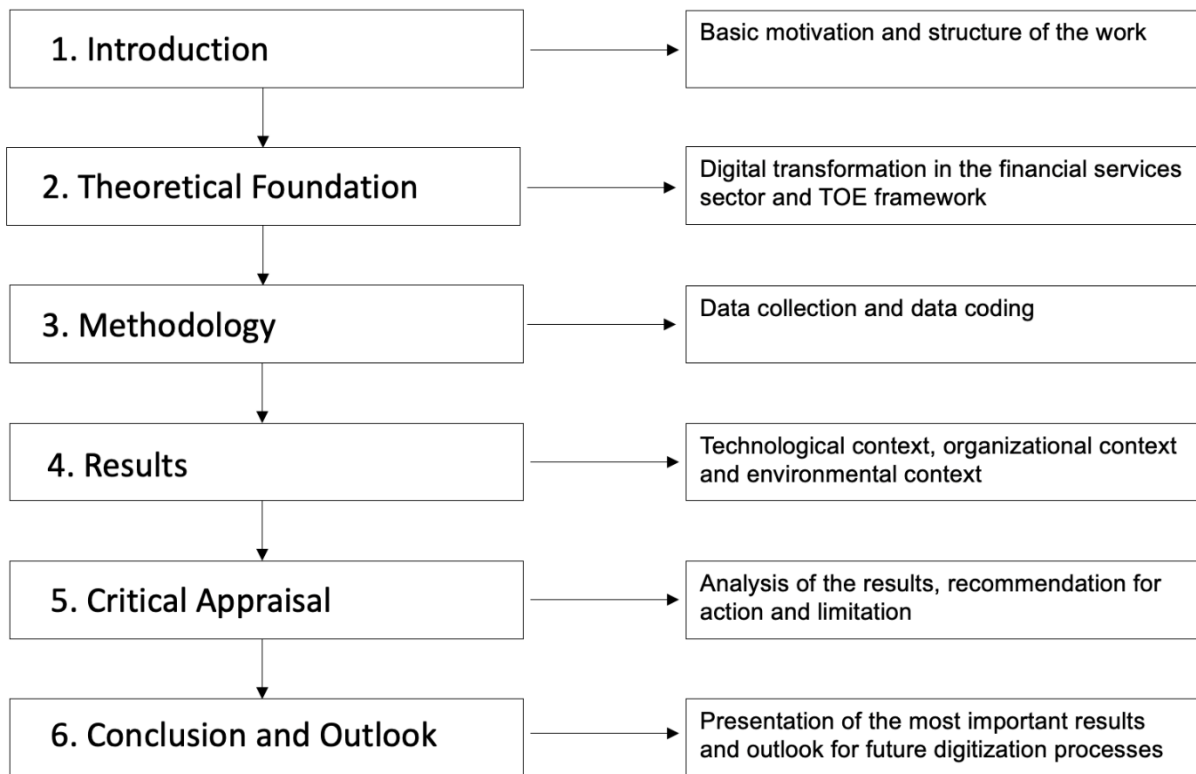 1. Introduction
Basic motivation and structure of the work
2. Theoretical Foundation
Digital transformation in the financial services
sector and TOE framework
3. Methodology
Data collection and data coding
4. Results
Technological context, organizational context
and environmental context
5. Critical Appraisal
Analysis of the results, recommendation for
action and limitation
6. Conclusion and Outlook
Presentation of the most important results
and outlook for future digitization processes